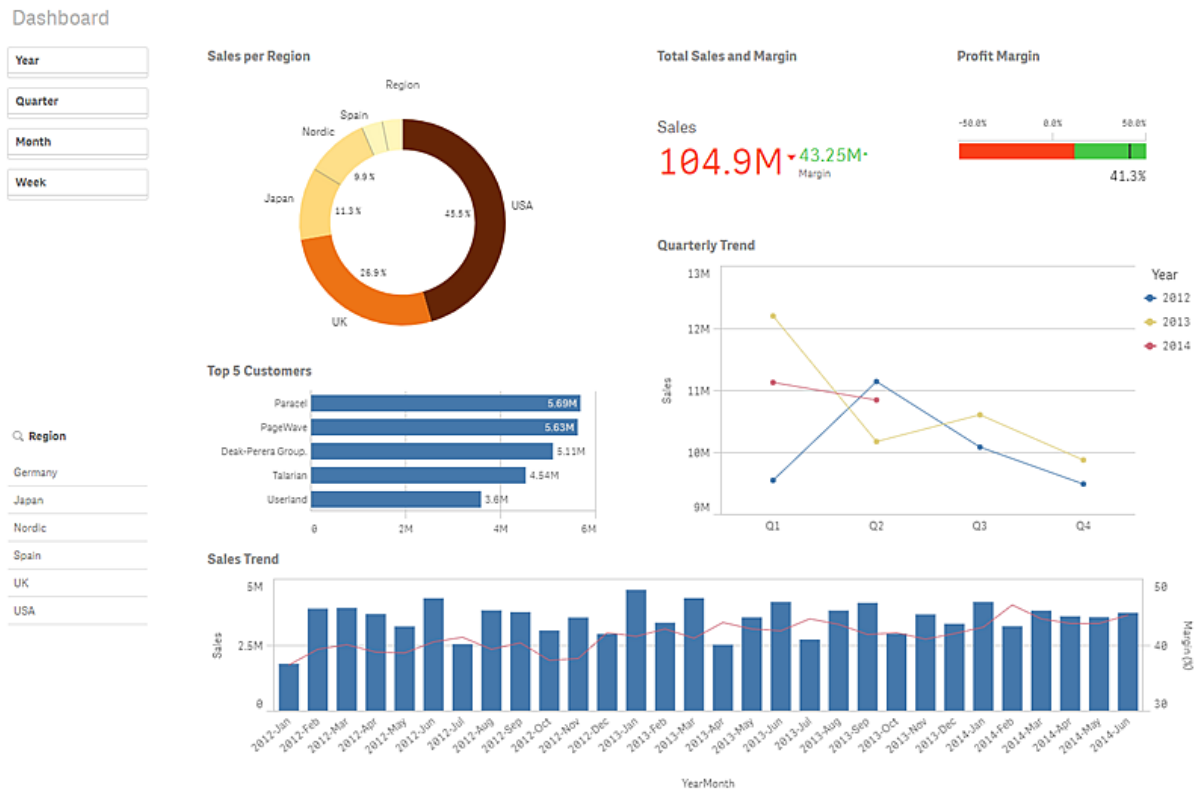 Dashboard
Year
Quarter
Month
Week
Region
Germany
Japan
Nordic
Spain
UK
USA
Sales per Region
Region
Spain
Nordic
Japan
UK
USA
9.9%
11.3%
26.9%
45.5%
Total Sales and Margin
Sales
104.9M
43.25M
Margin
Profit Margin
-50.0% 0.0% 50.0%
41.3%
Top 5 Customers
Paracel 5.69M
PageWave 5.63M
Deak-Perera Group. 5.11M
Talarian 4.54M
Userland 3.6M
0 2M 4M 6M
Quarterly Trend
13M
12M
11M
10M
9M
Sales
Q1 Q2 Q3 Q4
Year
2012
2013
2014
Sales Trend
5M
2.5M
0
Sales
50
40
30
Margin (%)
2012-Jan 2012-Feb 2012-Mar 2012-Apr 2012-May 2012-Jun 2012-Jul 2012-Aug 2012-Sep 2012-Oct 2012-Nov 2012-Dec 2013-Jan 2013-Feb 2013-Mar 2013-Apr 2013-May 2013-Jun 2013-Jul 2013-Aug 2013-Sep 2013-Oct 2013-Nov 2013-Dec 2014-Jan 2014-Feb 2014-Mar 2014-Apr 2014-May 2014-Jun
YearMonth